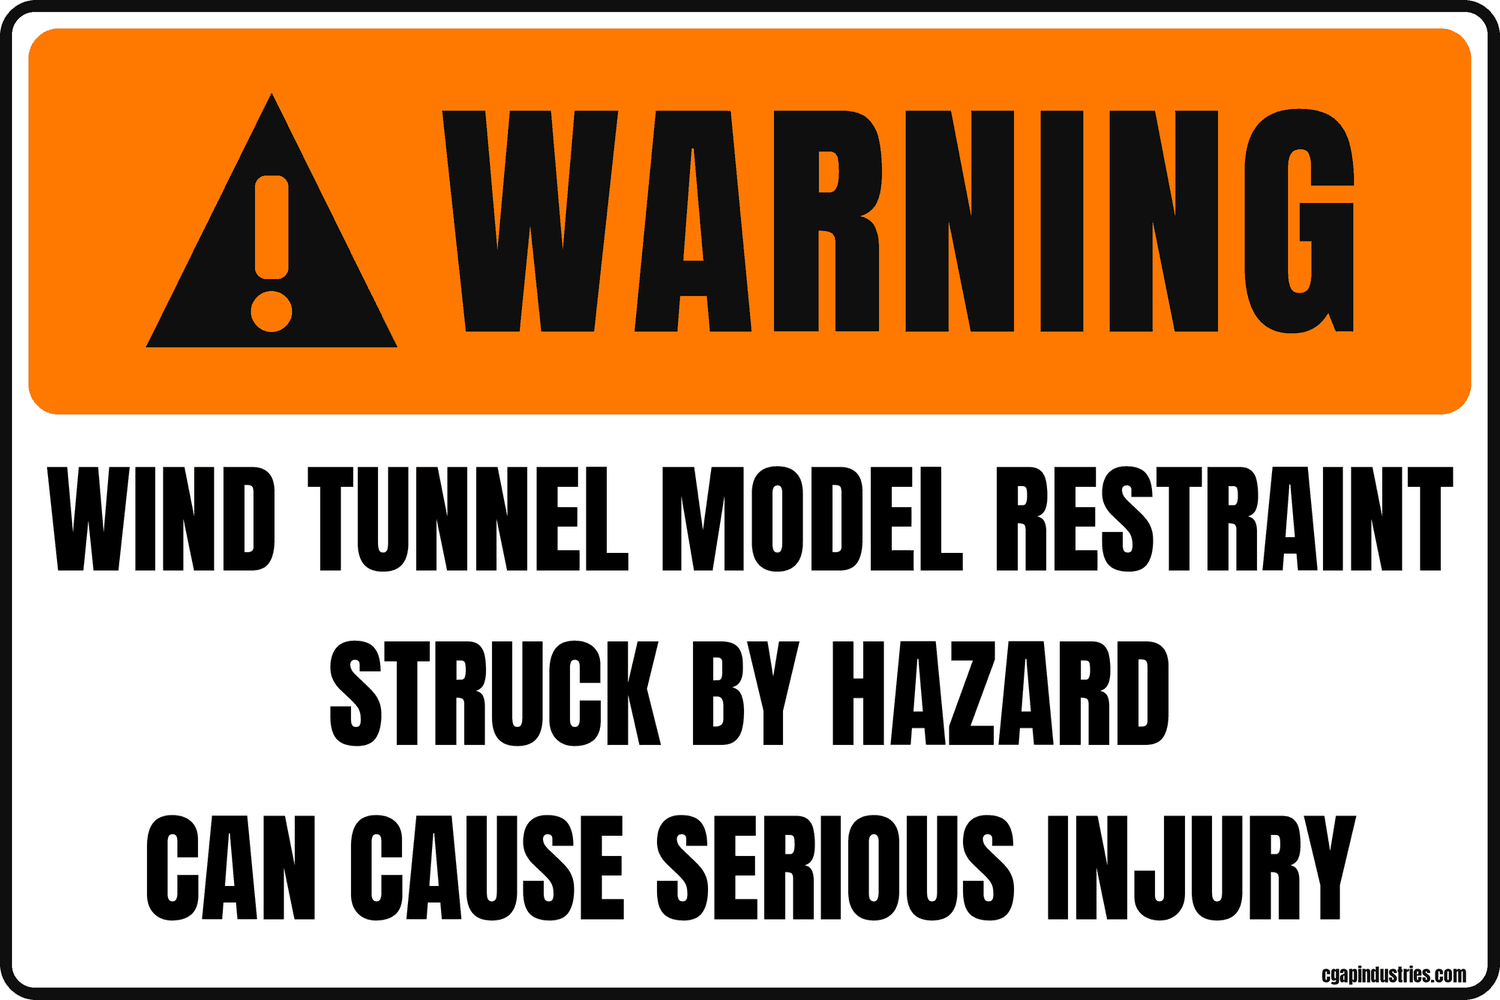 WARNING
WIND TUNNEL MODEL RESTRAINT
STRUCK BY HAZARD
CAN CAUSE SERIOUS INJURY
cgapindustries.com